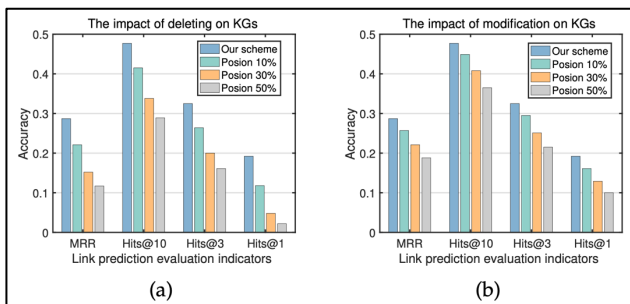 The impact of deleting on KGs
0.5
0.4
0.3
0.2
0.1
0
Accuracy
Our scheme
Posion 10%
Posion 30%
Posion 50%
MRR Hits@10 Hits@3 Hits@1
Link prediction evaluation indicators
(a)
The impact of modification on KGs
0.5
0.4
0.3
0.2
0.1
0
Accuracy
Our scheme
Posion 10%
Posion 30%
Posion 50%
MRR Hits@10 Hits@3 Hits@1
Link prediction evaluation indicators
(b)